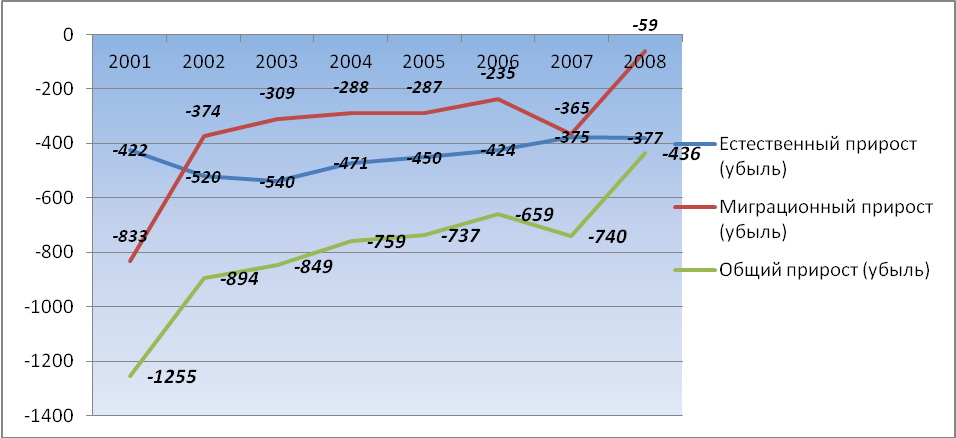 -59
0
2001 2002 2003 2004 2005 2006 2007 2008
-235
-200
-288 -287
-309
-374 -365
-400
-422 -520 -540 -471 -450 -424 -375 -377
-436
Естественный прирост
(убыль)
-600
-659
Миграционный прирост
(убыль)
-833 -759 -737 -740
-800
-894 -849
Общий прирост (убыль)
-1000
-1200
-1255
-1400